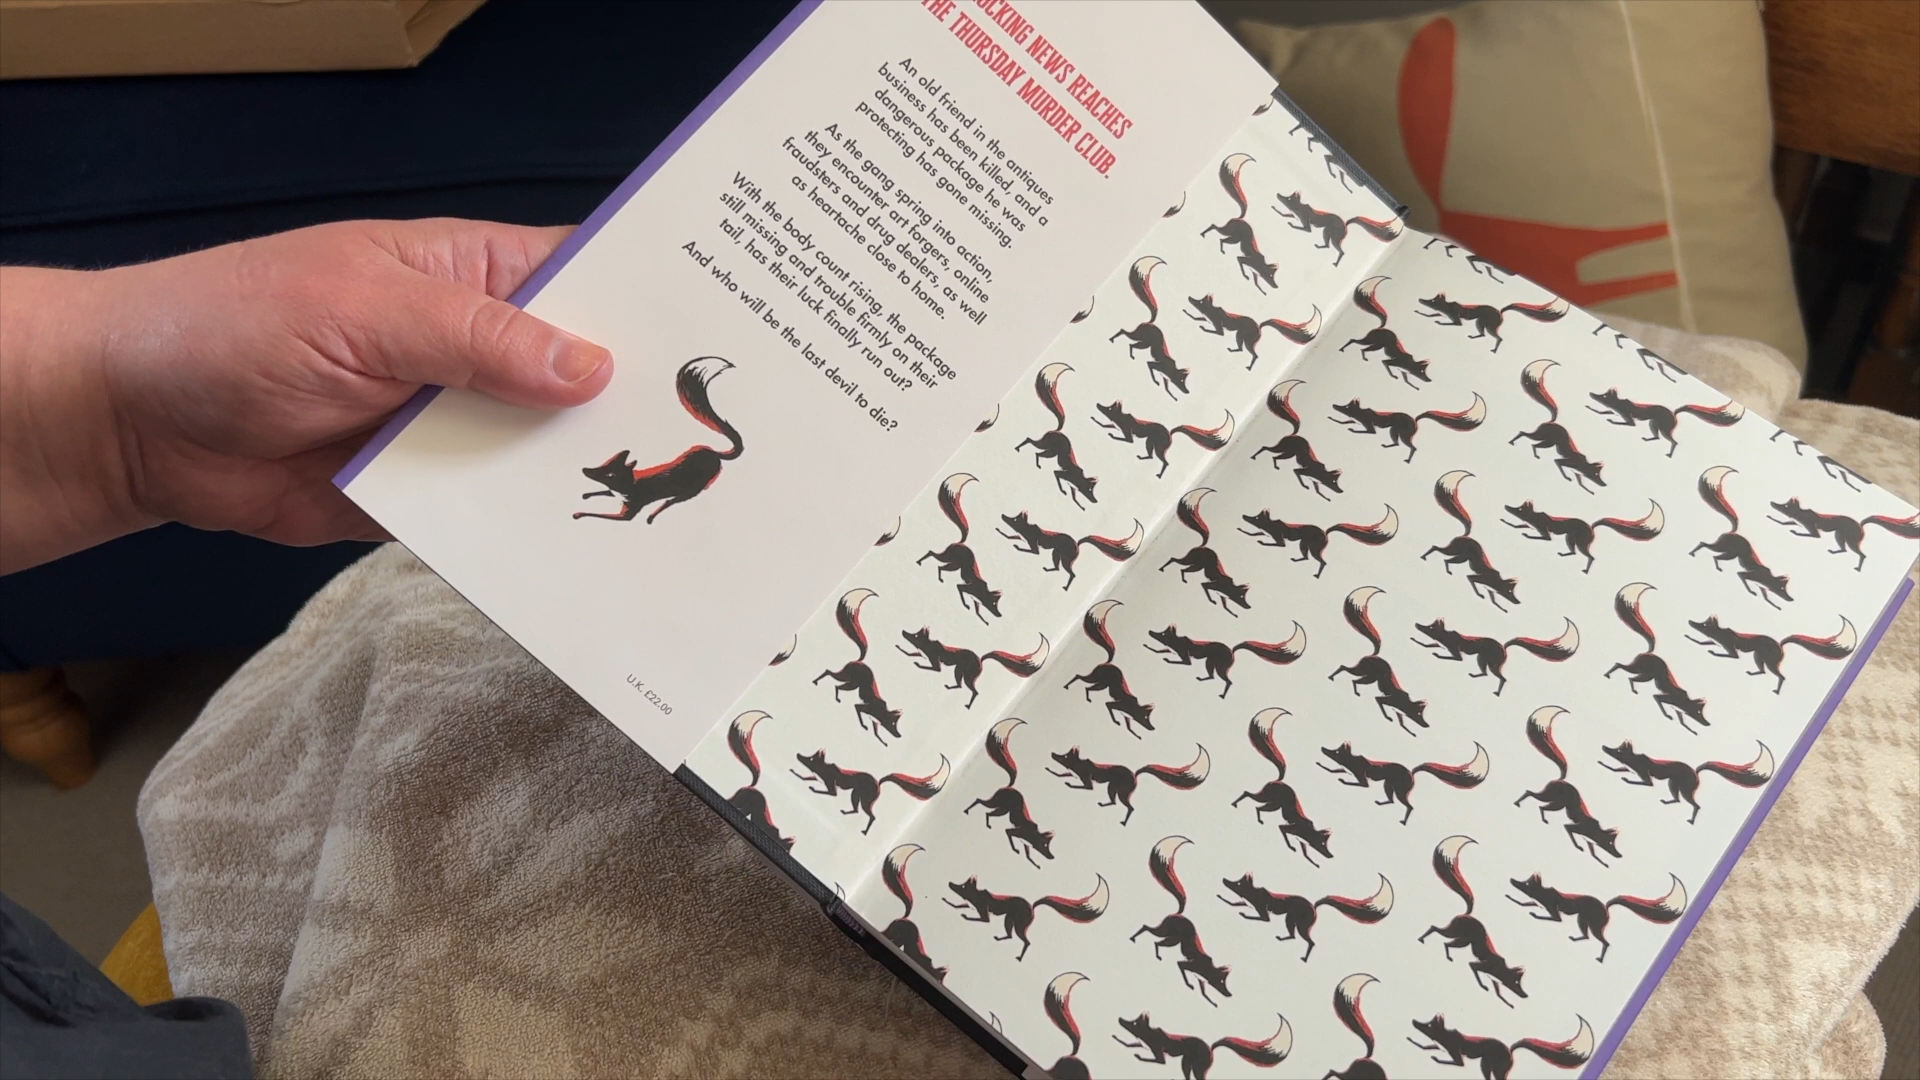 NEWS REACHES
THE THURSDAY MURDER CLUB.
An old friend in the antiques
business has been killed, and a
dangerous package he was
protecting has gone missing.
As the gang spring into action,
they encounter art forgers, online
fraudsters and drug dealers, as well
as heartache close to home.
With the body count rising, the package
still missing and trouble firmly on their
tail, has their luck finally run out?
And who will be the last devil to die?
U.K. £22.00